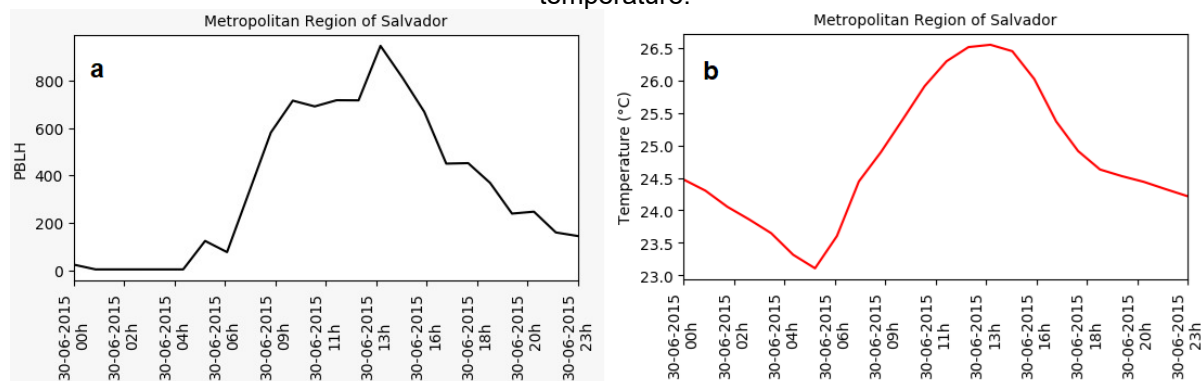 temperature.
Metropolitan Region of Salvador
a
PBLH
800
600
400
200
0
30-06-2015
00h
30-06-2015
02h
30-06-2015
04h
30-06-2015
06h
30-06-2015
09h
30-06-2015
11h
30-06-2015
13h
30-06-2015
16h
30-06-2015
18h
30-06-2015
20h
30-06-2015
23h
Metropolitan Region of Salvador
b
Temperature (°C)
26.5
26.0
25.5
25.0
24.5
24.0
23.5
23.0
30-06-2015
00h
30-06-2015
02h
30-06-2015
04h
30-06-2015
06h
30-06-2015
09h
30-06-2015
11h
30-06-2015
13h
30-06-2015
16h
30-06-2015
18h
30-06-2015
20h
30-06-2015
23h